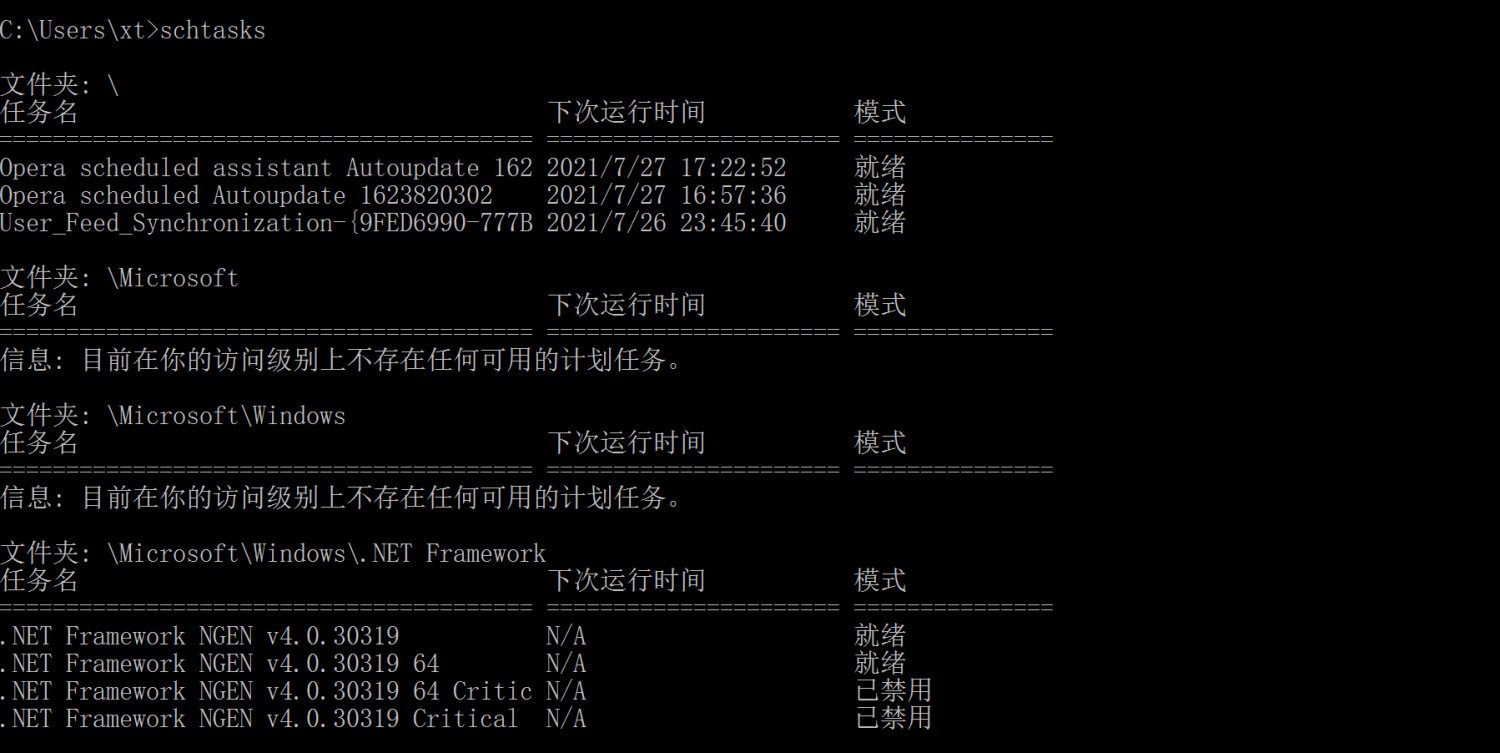 C:\Users\xt>schtasks
文件夹: \
任务名 下次运行时间 模式
======================================== ====================== ===============
Opera scheduled assistant Autoupdate 162 2021/7/27 17:22:52 就绪
Opera scheduled Autoupdate 1623820302 2021/7/27 16:57:36 就绪
User_Feed_Synchronization-{9FED6990-777B 2021/7/26 23:45:40 就绪
文件夹: \Microsoft
任务名 下次运行时间 模式
======================================== ====================== ===============
信息: 目前在你的访问级别上不存在任何可用的计划任务。
文件夹: \Microsoft\Windows
任务名 下次运行时间 模式
======================================== ====================== ===============
信息: 目前在你的访问级别上不存在任何可用的计划任务。
文件夹: \Microsoft\Windows\.NET Framework
任务名 下次运行时间 模式
======================================== ====================== ===============
.NET Framework NGEN v4.0.30319 N/A 就绪
.NET Framework NGEN v4.0.30319 64 N/A 就绪
.NET Framework NGEN v4.0.30319 64 Critic N/A 已禁用
.NET Framework NGEN v4.0.30319 Critical N/A 已禁用